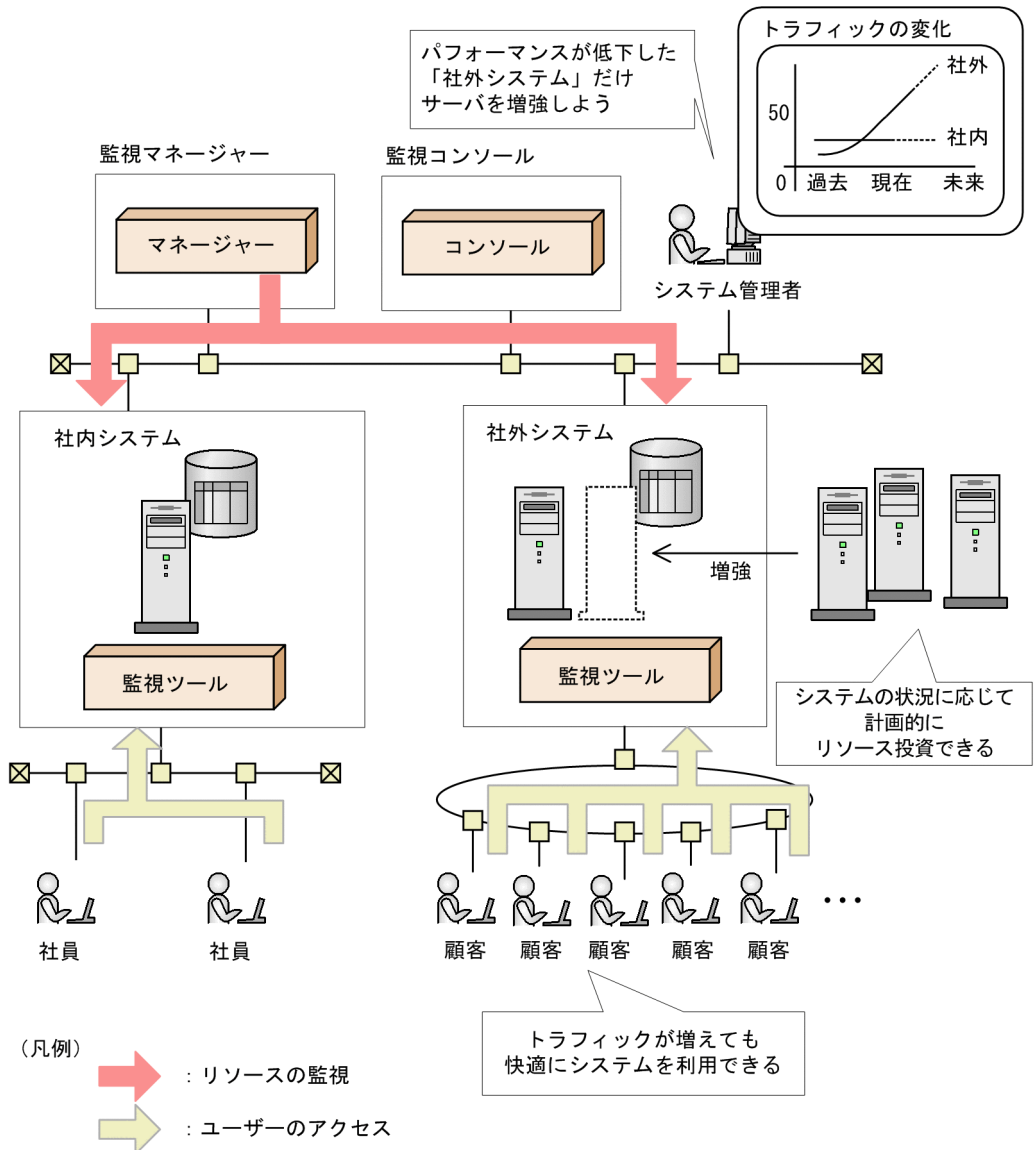 トラフィックの変化
社外
50
社内
0
過去 現在 未来
パフォーマンスが低下した
「社外システム」だけ
サーバを増強しよう
監視マネージャー
監視コンソール
マネージャー
コンソール
システム管理者
社内システム
社外システム
増強
監視ツール
監視ツール
システムの状況に応じて
計画的に
リソース投資できる
社員
社員
顧客
顧客
顧客
顧客
顧客
…
トラフィックが増えても
快適にシステムを利用できる
(凡例)
:リソースの監視
:ユーザーのアクセス